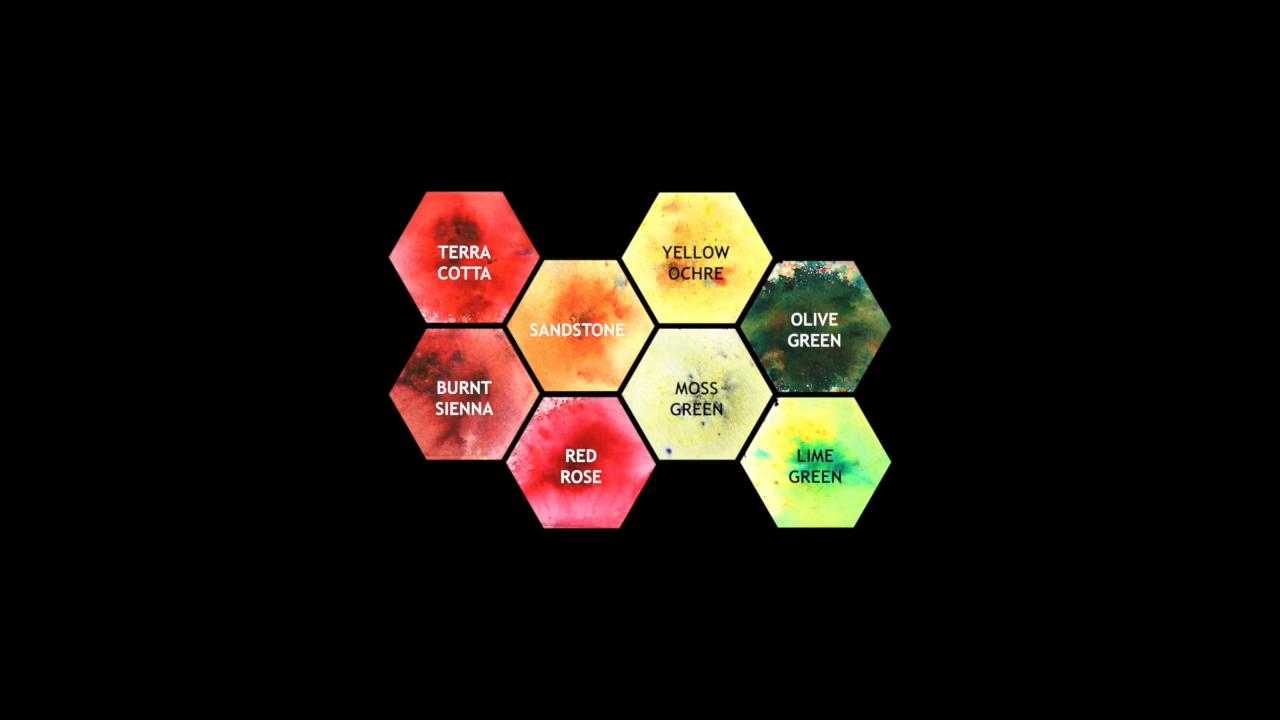 TERRA
COTTA
YELLOW
OCHRE
SANDSTONE
OLIVE
GREEN
BURNT
SIENNA
MOSS
GREEN
RED
ROSE
LIME
GREEN